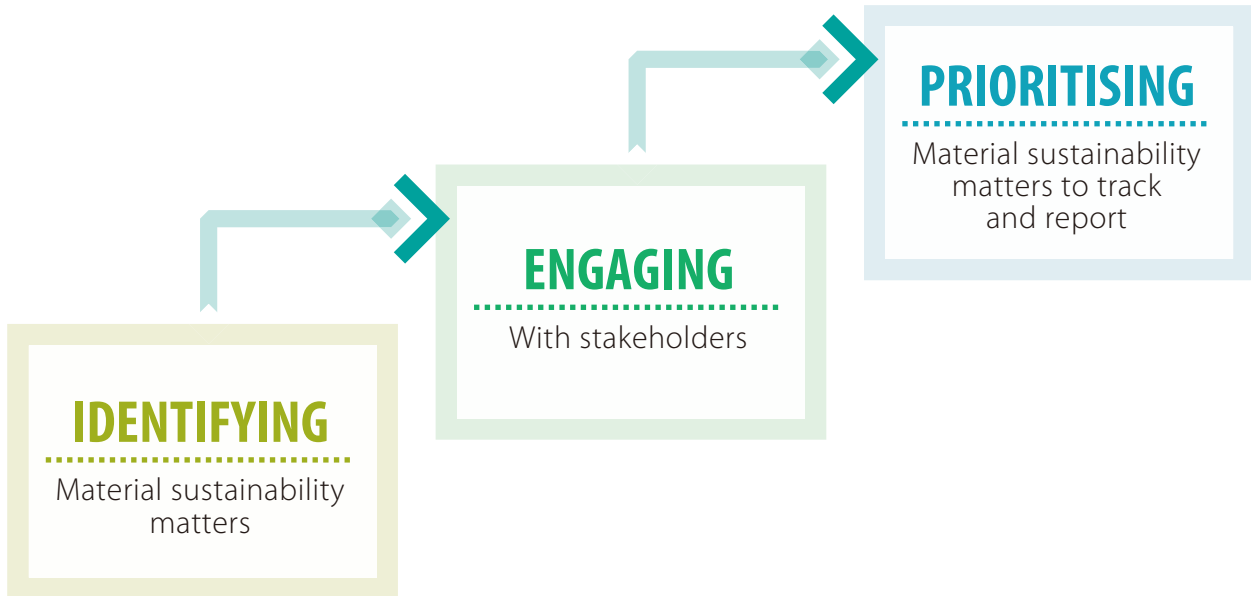 IDENTIFYING
Material sustainability
matters
ENGAGING
With stakeholders
PRIORITISING
Material sustainability
matters to track
and report